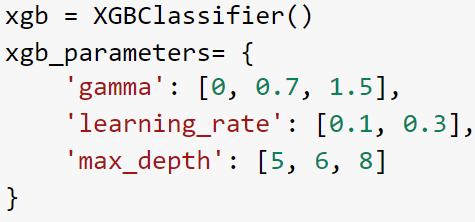 xgb = XGBClassifier()
xgb_parameters= {
    'gamma': [0, 0.7, 1.5],
    'learning_rate': [0.1, 0.3],
    'max_depth': [5, 6, 8]
}